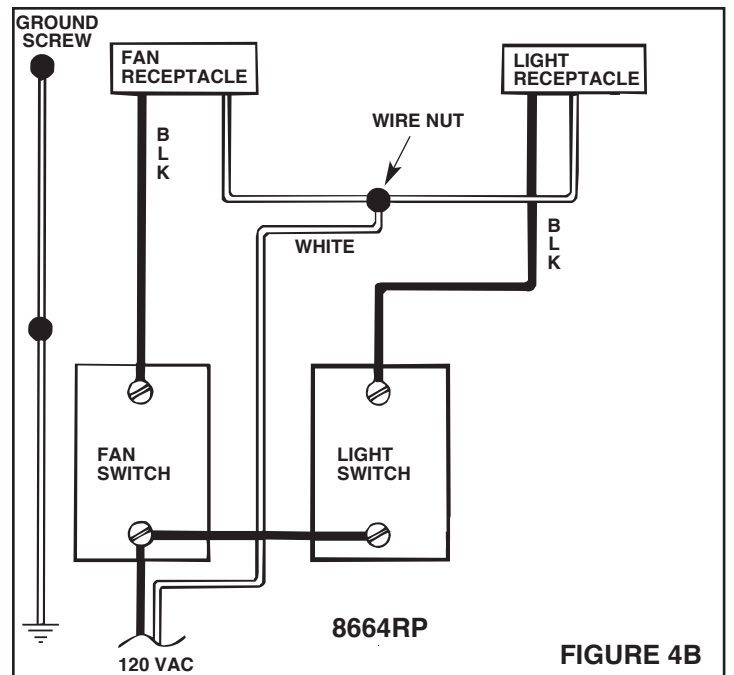 GROUND
SCREW
FAN
RECEPTACLE
LIGHT
RECEPTACLE
WIRE NUT
B
L
K
WHITE
B
L
K
FAN
SWITCH
LIGHT
SWITCH
8664RP
120 VAC
FIGURE 4B